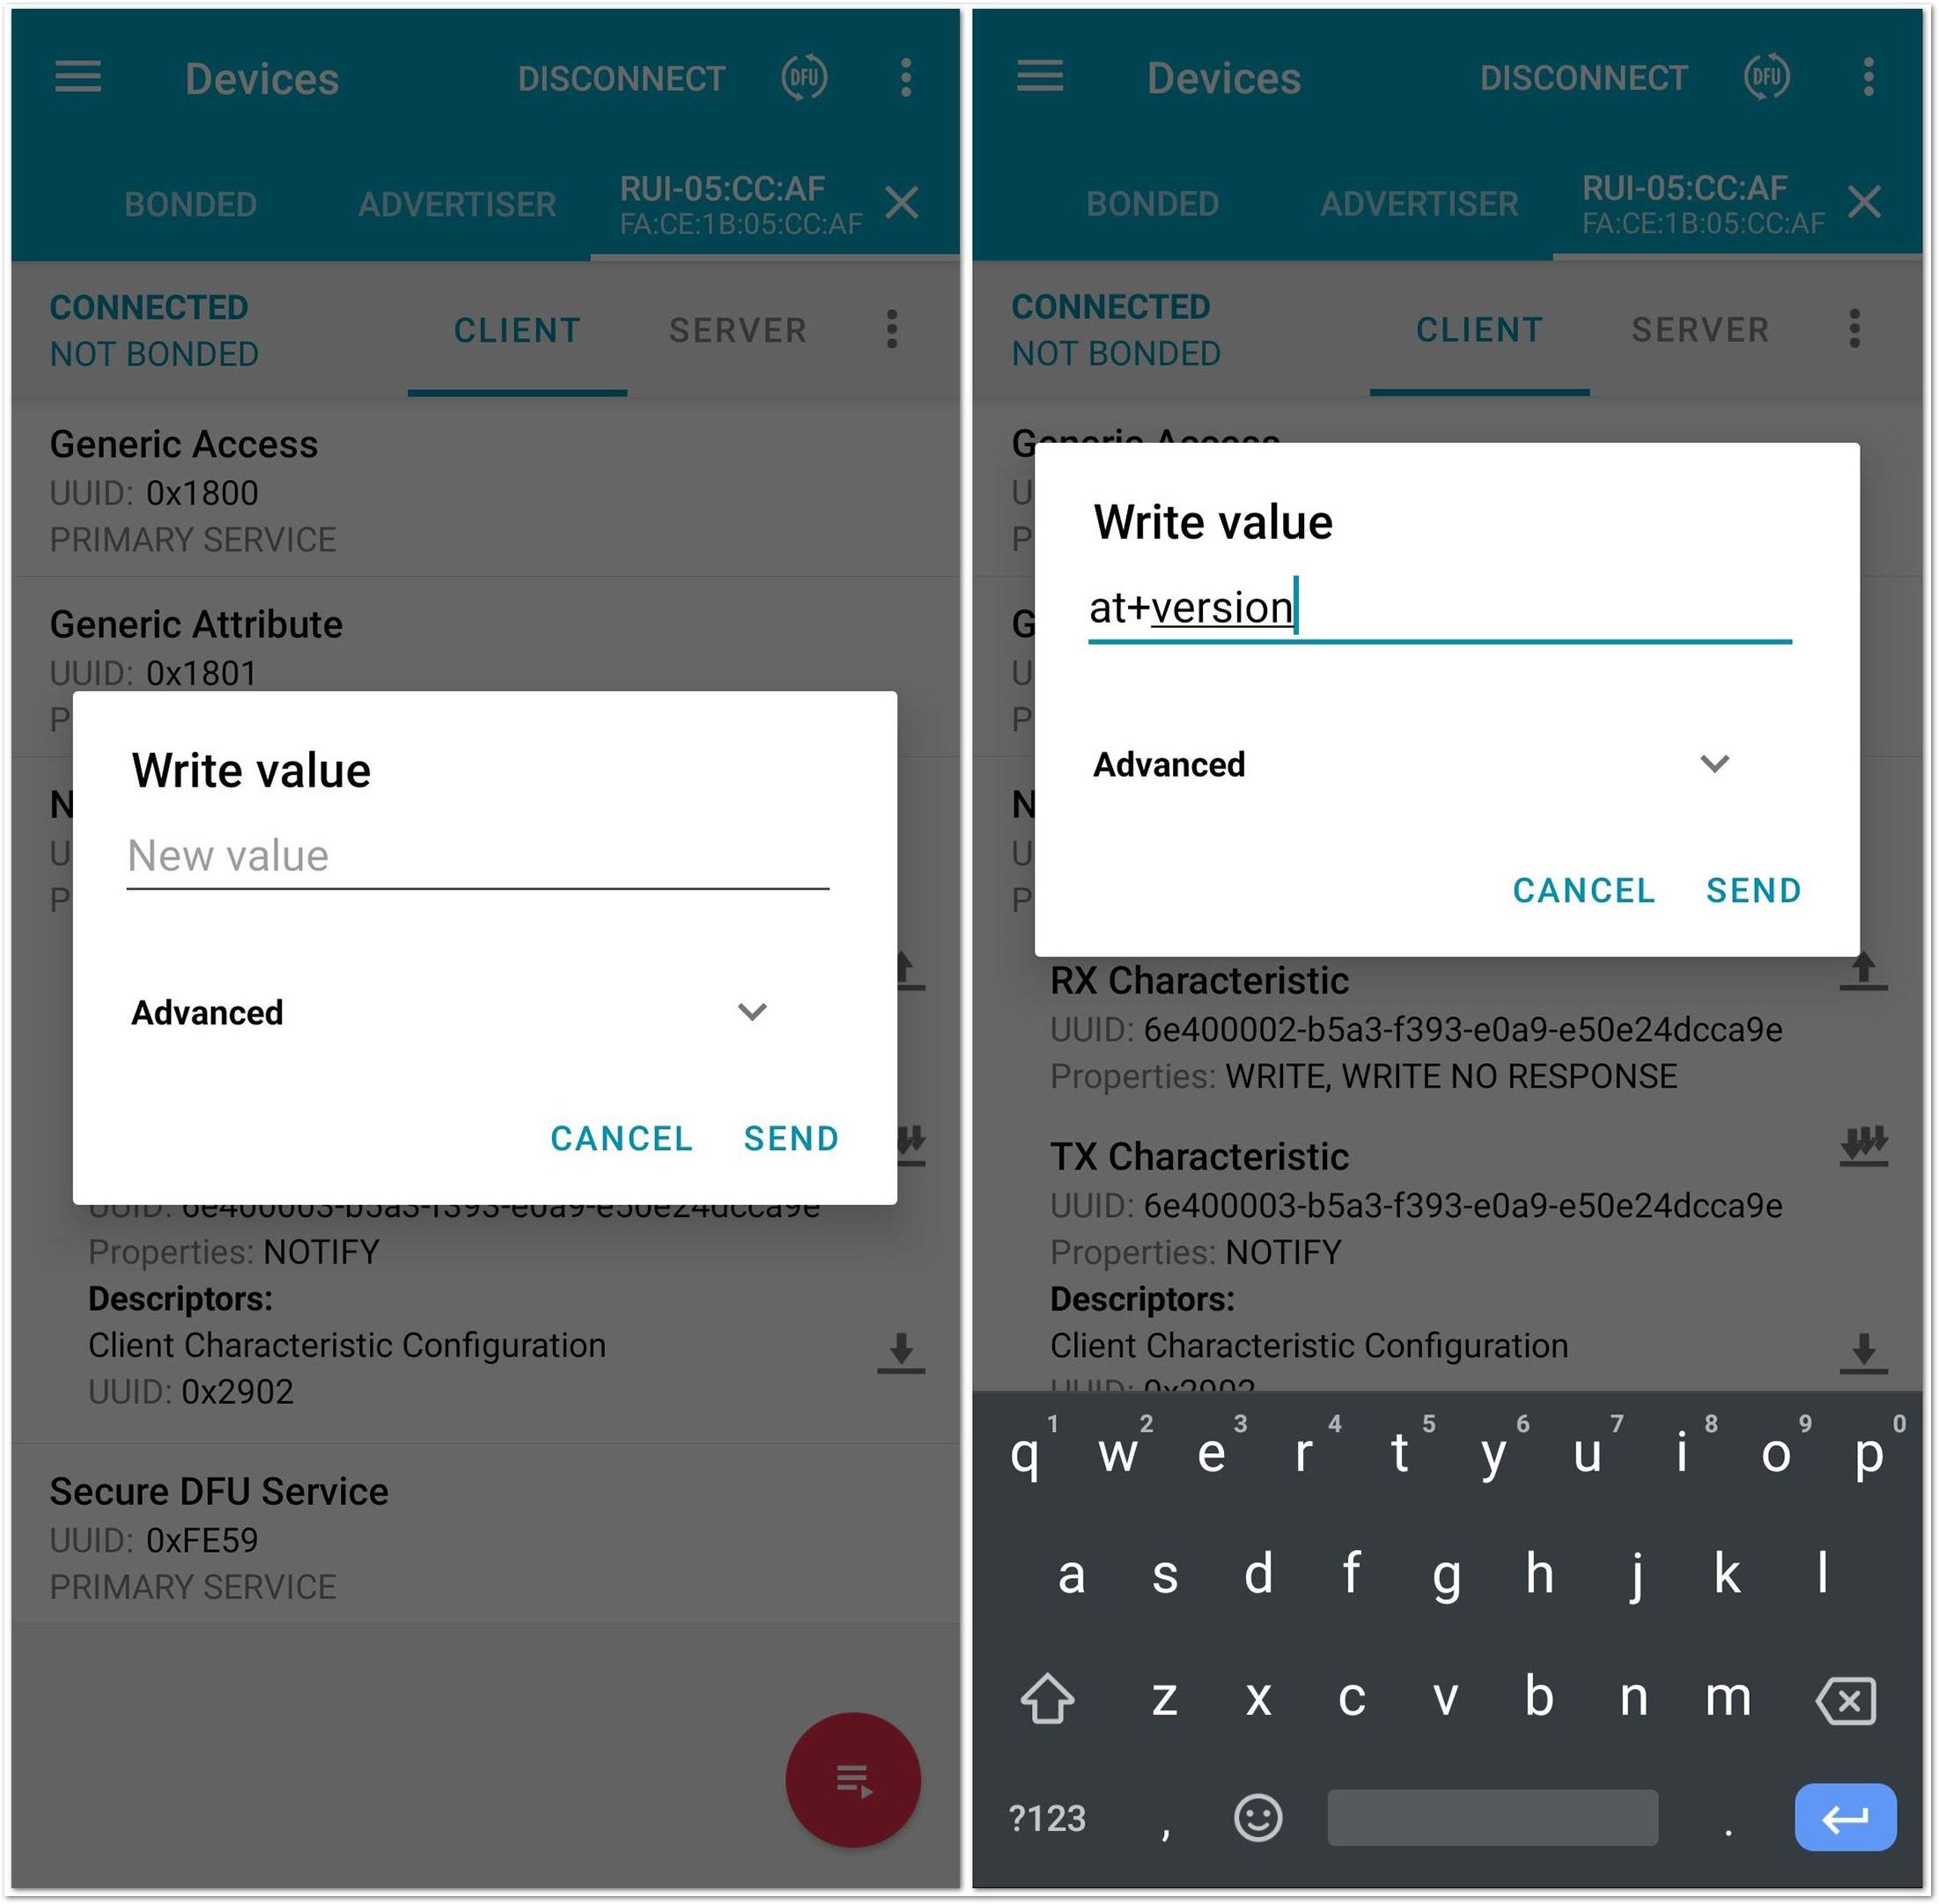 Devices DISCONNECT DFU
BONDED ADVERTISER RUI-05:CC:AF
FA:CE:1B:05:CC:AF
CONNECTED
NOT BONDED
CLIENT SERVER
Generic Access
UUID: 0x1800
PRIMARY SERVICE
Generic Attribute
UUID: 0x1801
P
N
U
P
Write value
New value
Advanced
CANCEL SEND
UUID: 6e400003-b5a3-f393-e0a9-e50e24dcca9e
Properties: NOTIFY
Descriptors:
Client Characteristic Configuration
UUID: 0x2902
Secure DFU Service
UUID: 0xFE59
PRIMARY SERVICE
Devices DISCONNECT DFU
BONDED ADVERTISER RUI-05:CC:AF
FA:CE:1B:05:CC:AF
CONNECTED
NOT BONDED
CLIENT SERVER
Generic Access
U
P
G
U
P
N
U
P
Write value
at+version
Advanced
CANCEL SEND
RX Characteristic
UUID: 6e400002-b5a3-f393-e0a9-e50e24dcca9e
Properties: WRITE, WRITE NO RESPONSE
TX Characteristic
UUID: 6e400003-b5a3-f393-e0a9-e50e24dcca9e
Properties: NOTIFY
Descriptors:
Client Characteristic Configuration
UUID: 0x2902
1 2 3 4 5 6 7 8 9 0
q w e r t y u i o p
a s d f g h j k l
z x c v b n m
?123 , .